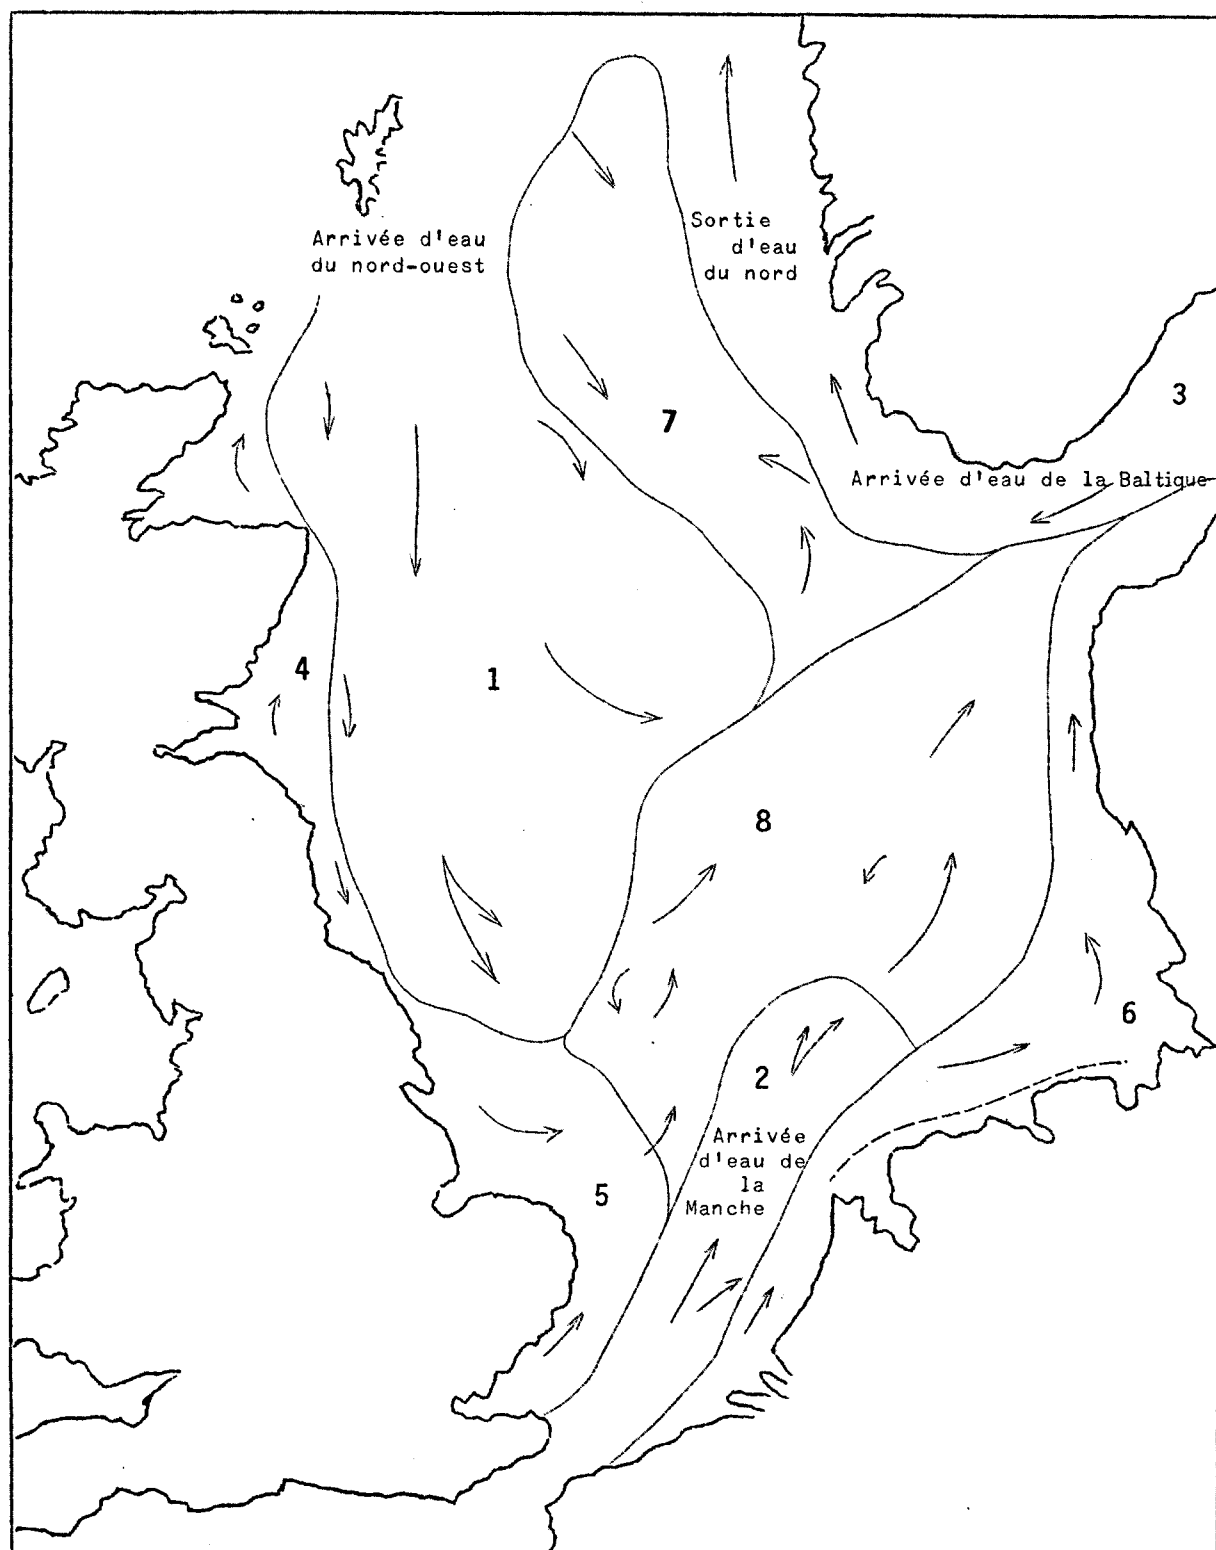 Arrivée d'eau
du nord-ouest
Sortie
d'eau
du nord
7
3
Arrivée d'eau de la Baltique
4
1
8
6
2
Arrivée
d'eau de
la
Manche
5